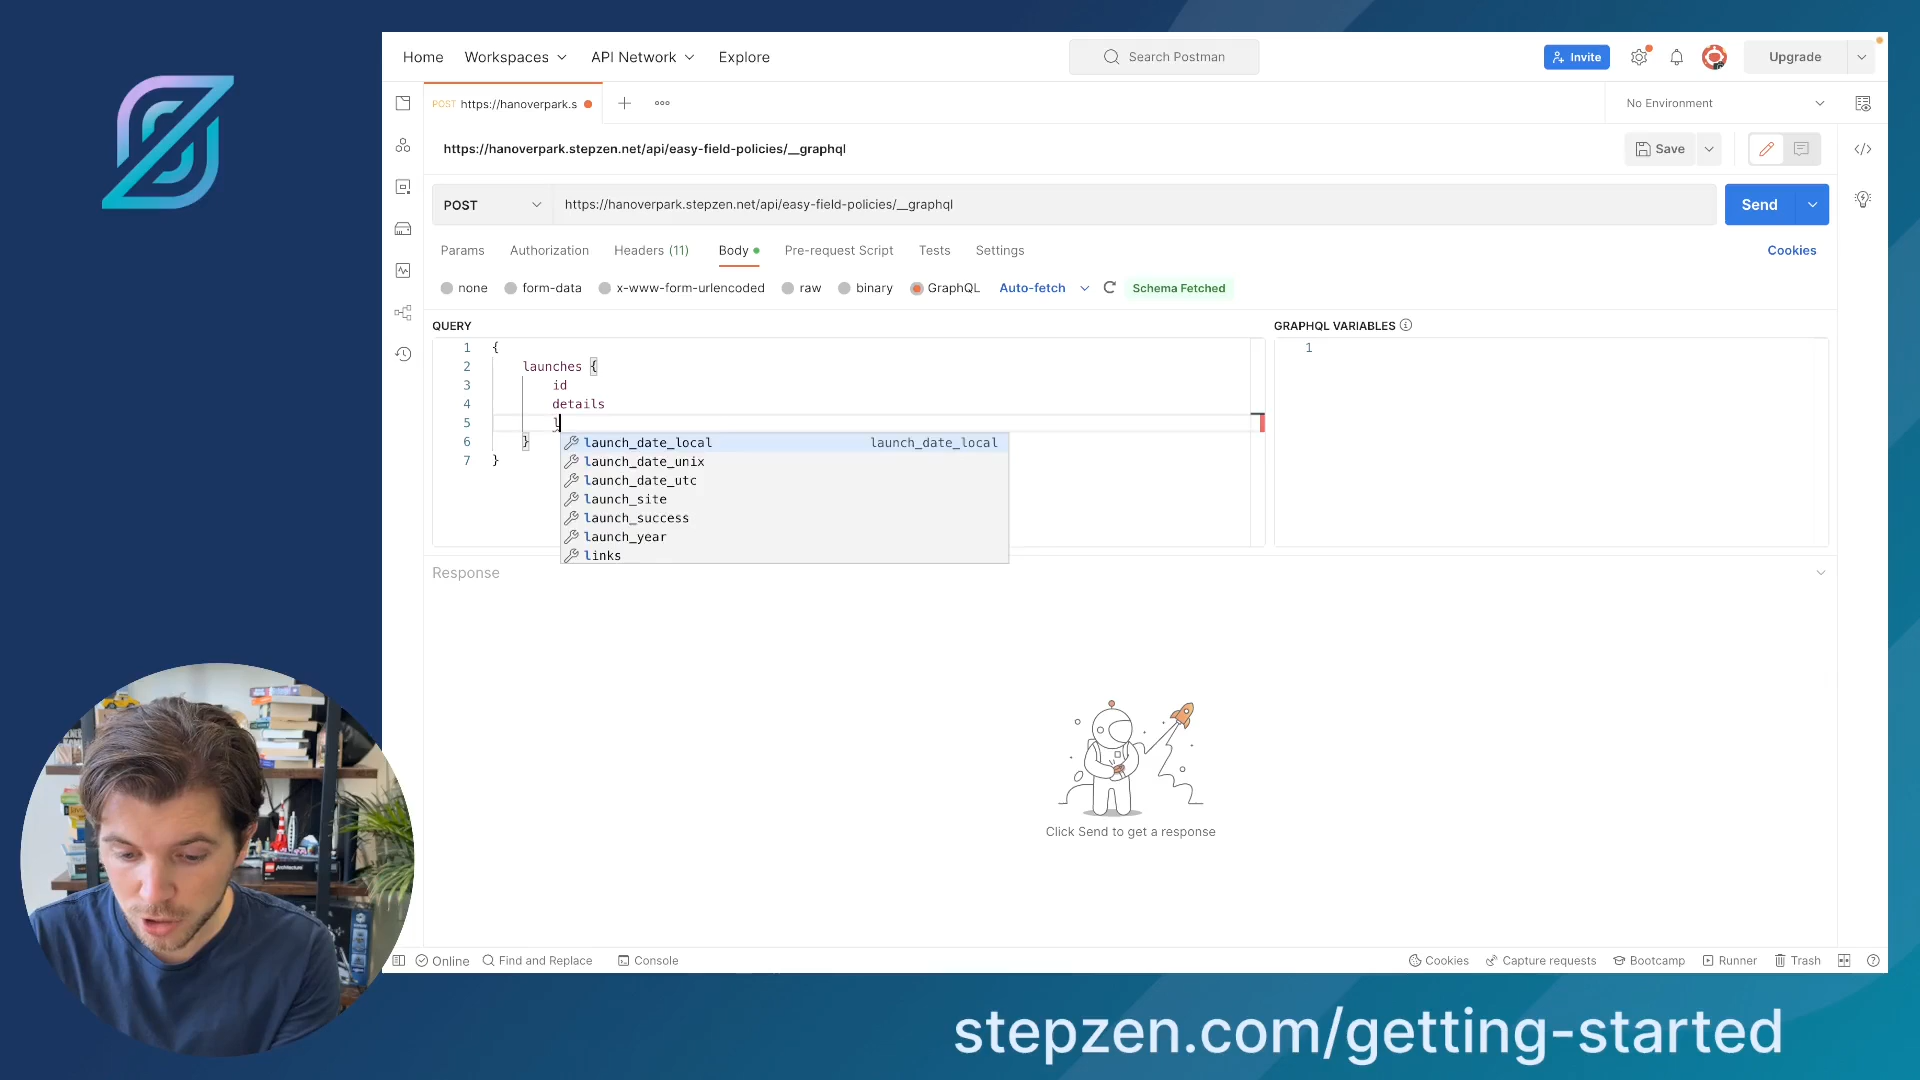 Home Workspaces API Network Explore
Search Postman
Invite
Upgrade
POST https://hanoverpark.s
No Environment
https://hanoverpark.stepzen.net/api/easy-field-policies/__graphql
Save
POST
https://hanoverpark.stepzen.net/api/easy-field-policies/__graphql
Send
Params Authorization Headers (11) Body Pre-request Script Tests Settings
Cookies
none form-data x-www-form-urlencoded raw binary GraphQL Auto-fetch Schema Fetched
QUERY
1 {
2 launches {
3 id
4 details
5 l
6 }
7 }
launch_date_local launch_date_local
launch_date_unix
launch_date_utc
launch_site
launch_success
launch_year
links
GRAPHQL VARIABLES
1
Response
Click Send to get a response
Online Find and Replace Console
Cookies Capture requests Bootcamp Runner Trash
stepzen.com/getting-started